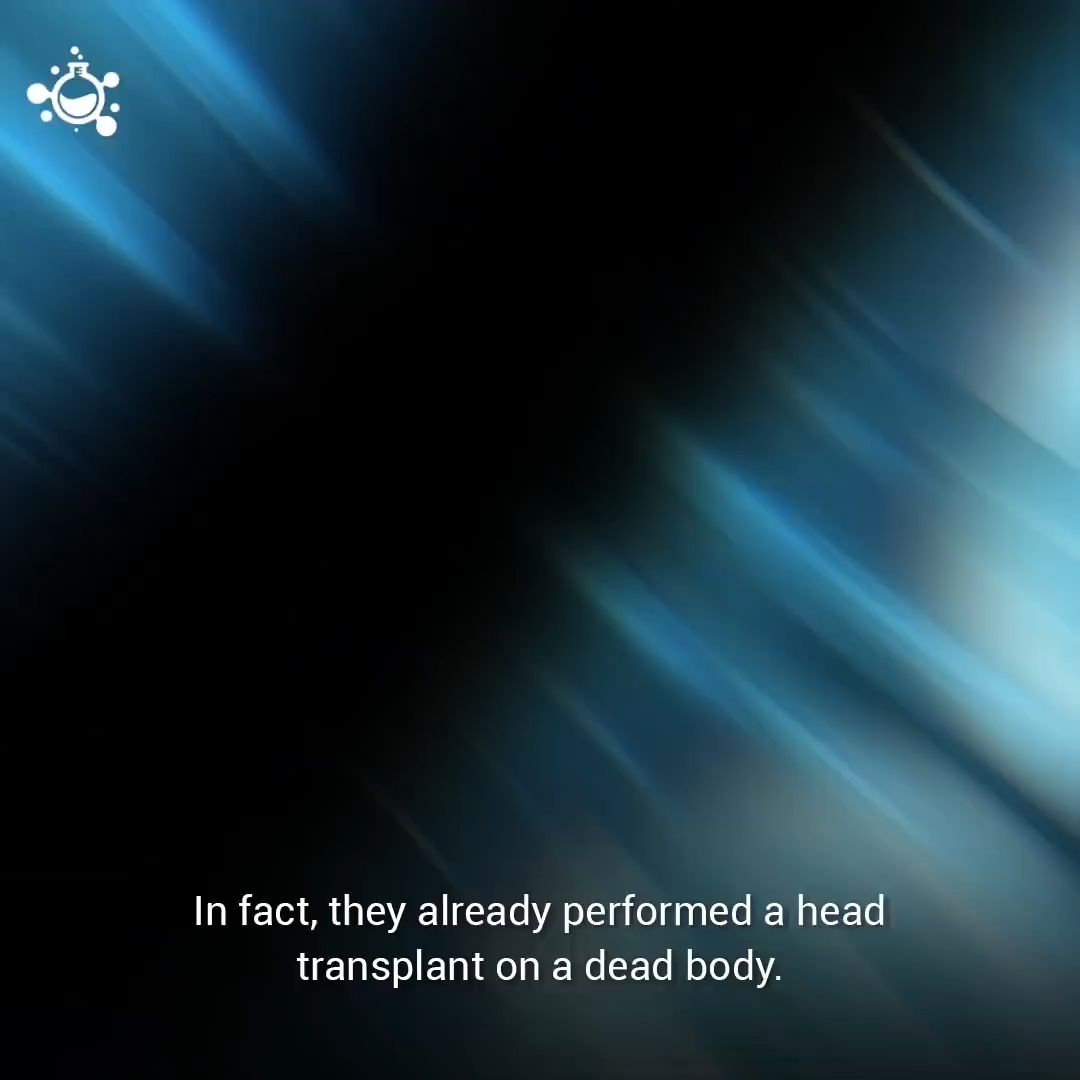 In fact, they already performed a head
transplant on a dead body.